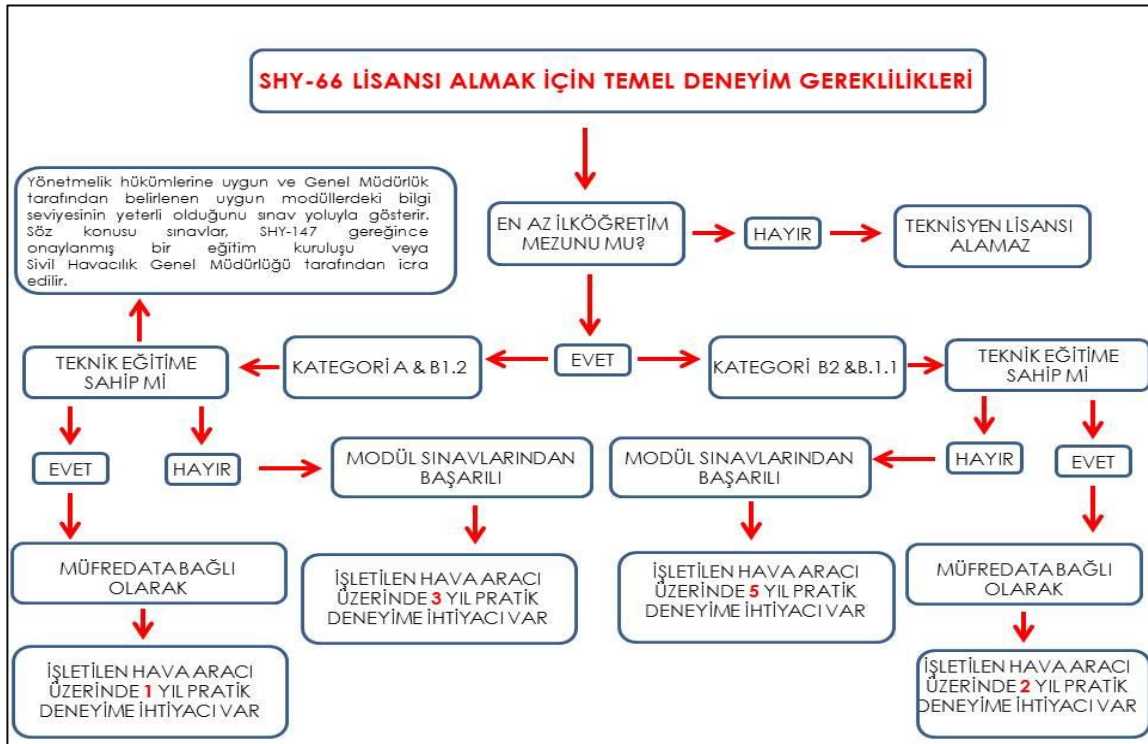 SHY-66 LİSANSI ALMAK İÇİN TEMEL DENEYİM GEREKLİLİKLERİ
Yönetmelik hükümlerine uygun ve Genel Müdürlük
tarafından belirlenen uygun modüllerdeki bilgi
seviyesinin yeterli olduğunu sınav yoluyla gösterir.
Söz konusu sınavlar, SHY-147 gereğince
onaylanmış bir eğitim kuruluşu veya
Sivil Havacılık Genel Müdürlüğü tarafından icra
edilir.
EN AZ İLKÖĞRETİM
MEZUNU MU?
HAYIR
TEKNİSYEN LİSANSI
ALAMAZ
TEKNİK EĞİTİME
SAHİP Mİ
KATEGORİ A & B1.2
EVET
KATEGORİ B2 &B.1.1
TEKNİK EĞİTİME
SAHİP Mİ
EVET
HAYIR
MODÜL SINAVLARINDAN
BAŞARILI
MODÜL SINAVLARINDAN
BAŞARILI
HAYIR
EVET
MÜFREDATA BAĞLI
OLARAK
İŞLETİLEN HAVA ARACI
ÜZERİNDE 3 YIL PRATİK
DENEYİME İHTİYACI VAR
İŞLETİLEN HAVA ARACI
ÜZERİNDE 5 YIL PRATİK
DENEYİME İHTİYACI VAR
MÜFREDATA BAĞLI
OLARAK
İŞLETİLEN HAVA ARACI
ÜZERİNDE 1 YIL PRATİK
DENEYİME İHTİYACI VAR
İŞLETİLEN HAVA ARACI
ÜZERİNDE 2 YIL PRATİK
DENEYİME İHTİYACI VAR